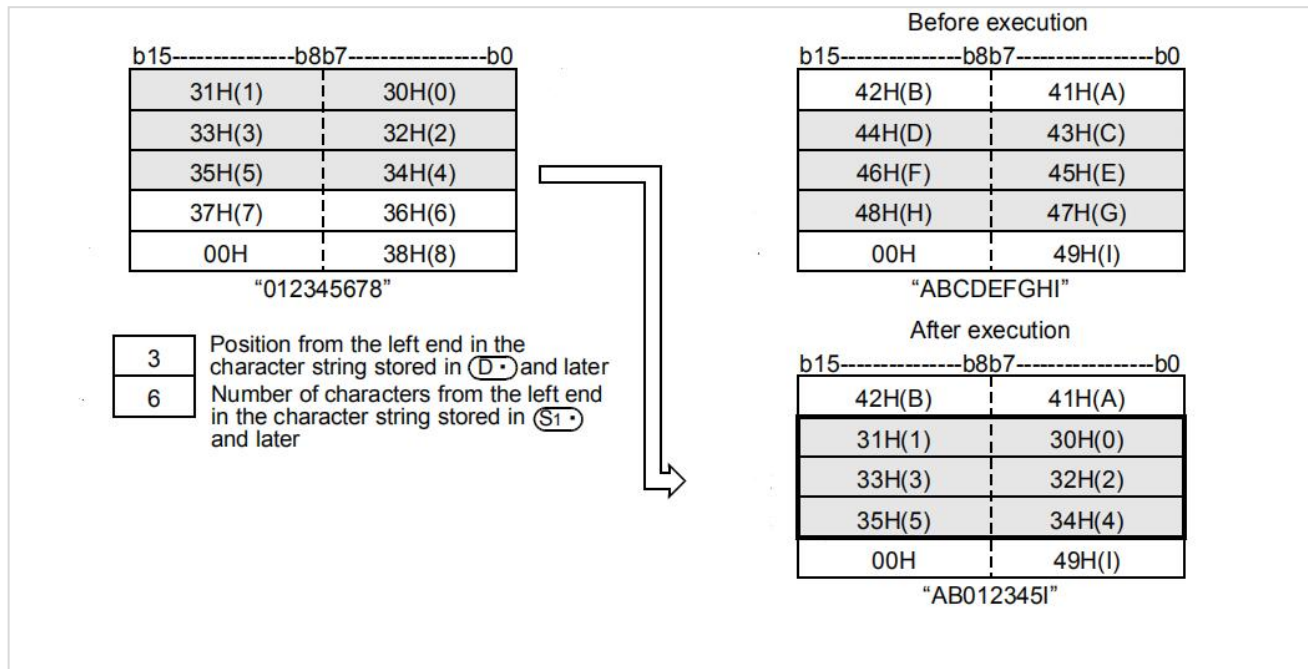 b15---------------b8b7-----------------b0
31H(1) 30H(0)
33H(3) 32H(2)
35H(5) 34H(4)
37H(7) 36H(6)
00H 38H(8)
“012345678”
3
6
Position from the left end in the
character string stored in D· and later
Number of characters from the left end
in the character string stored in S1·
and later
Before execution
b15---------------b8b7-----------------b0
42H(B) 41H(A)
44H(D) 43H(C)
46H(F) 45H(E)
48H(H) 47H(G)
00H 49H(I)
“ABCDEFGHI”
After execution
b15---------------b8b7-----------------b0
42H(B) 41H(A)
31H(1) 30H(0)
33H(3) 32H(2)
35H(5) 34H(4)
00H 49H(I)
“AB012345I”